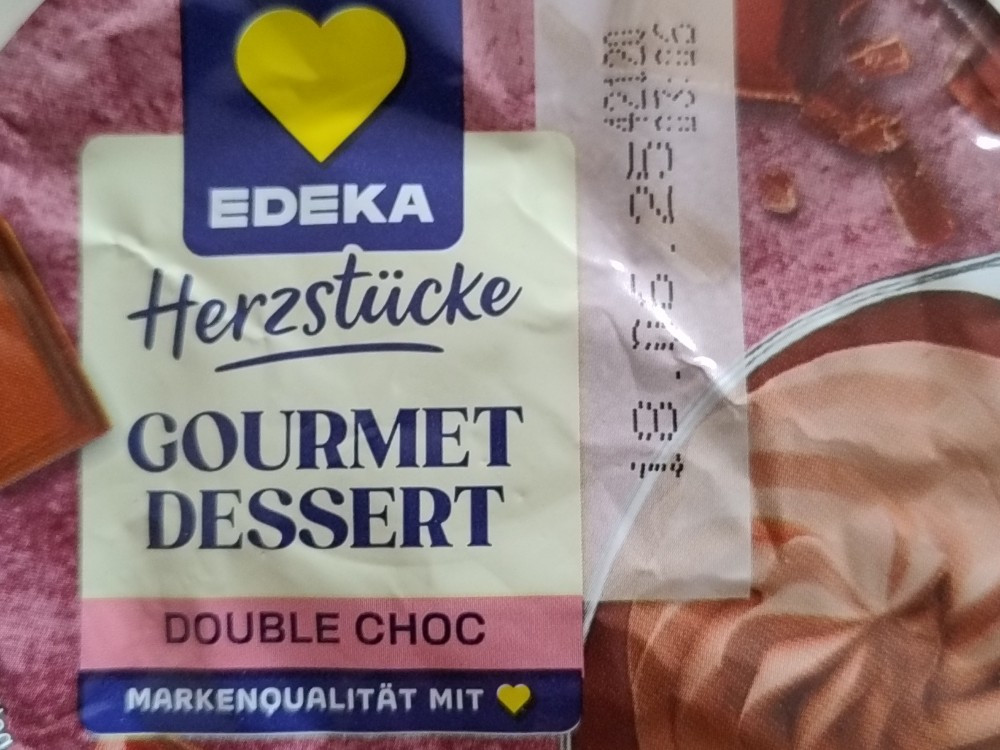 EDEKA
Herzstücke
GOURMET
DESSERT
DOUBLE CHOC
MARKENQUALITÄT MIT